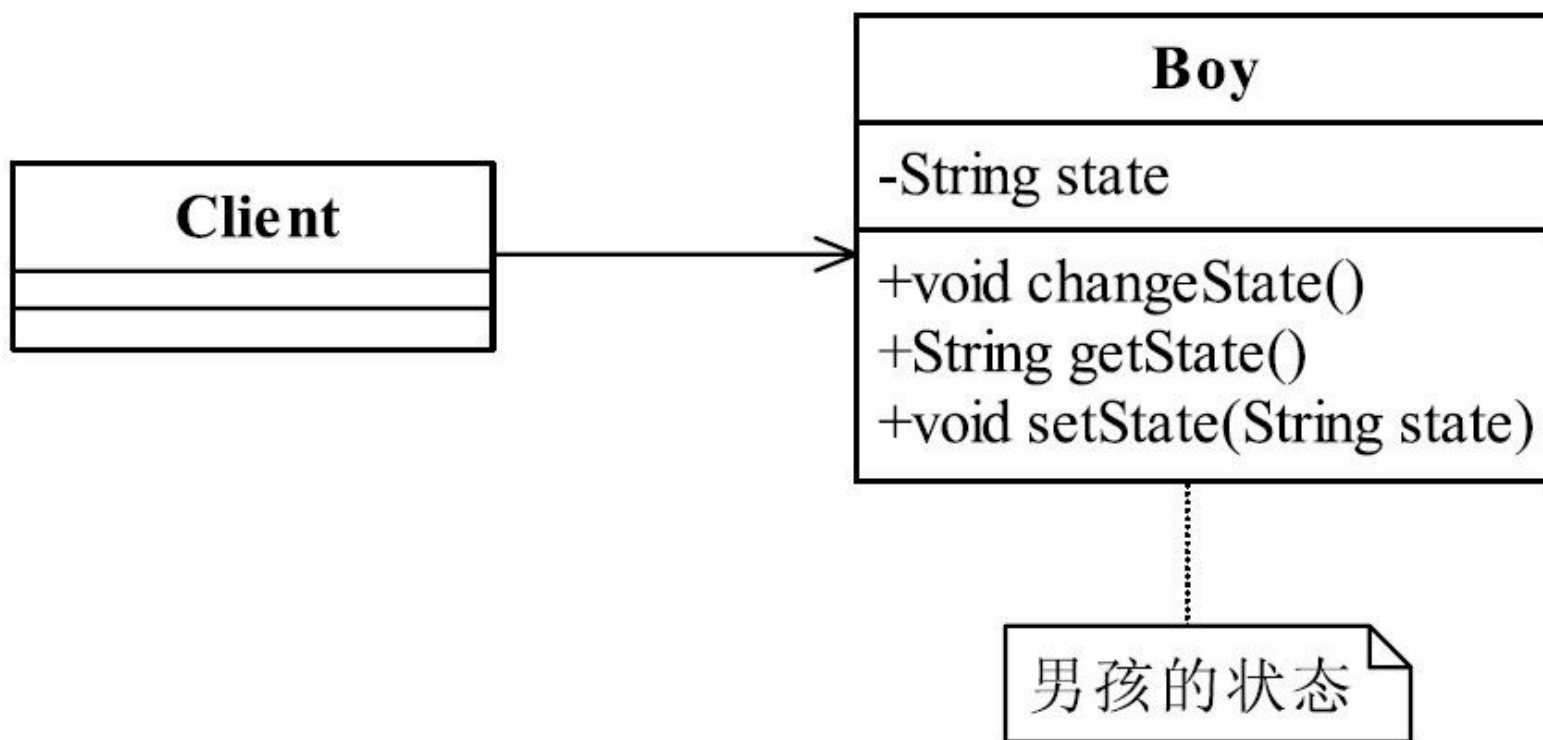 Client
Boy
-String state
+void changeState()
+String getState()
+void setState(String state)
男孩的状态